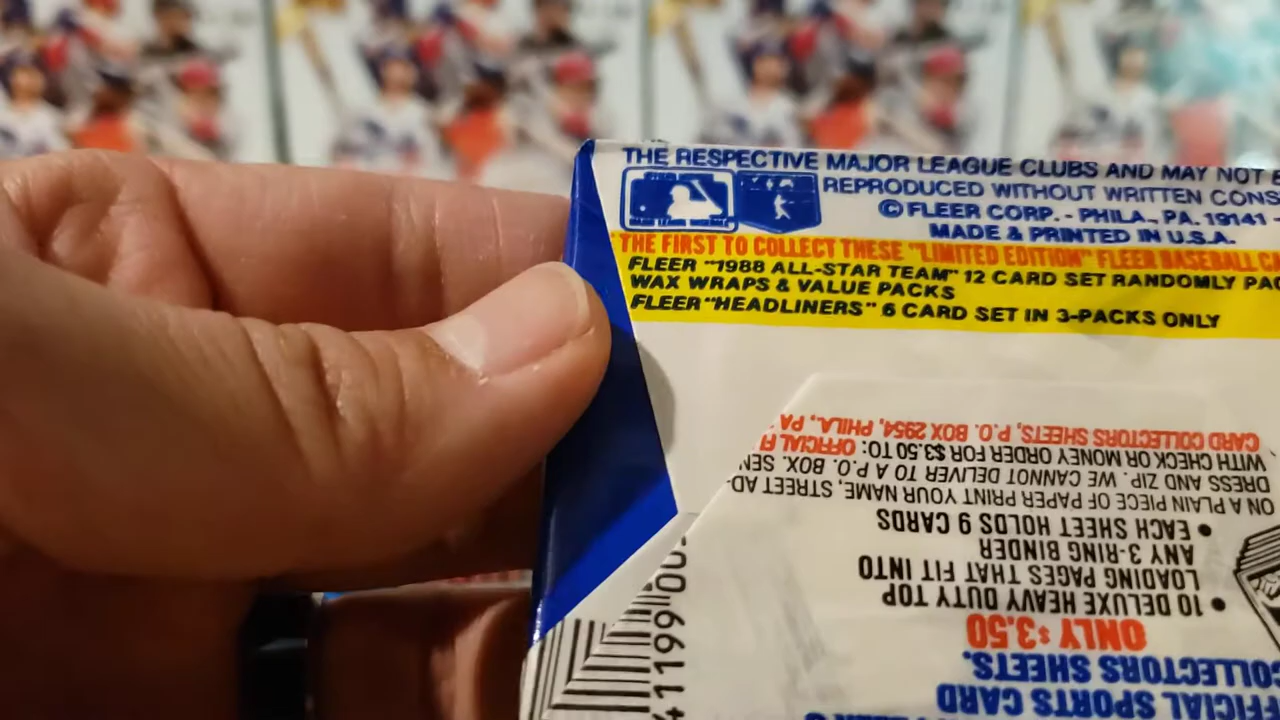 THE RESPECTIVE MAJOR LEAGUE CLUBS AND MAY NOT
REPRODUCED WITHOUT WRITTEN CONS
© FLEER CORP. - PHILA., PA. 19141 -
MADE & PRINTED IN U.S.A.
THE FIRST TO COLLECT THESE "LIMITED EDITION" FLEER BASEBALL CA
FLEER "1988 ALL-STAR TEAM" 12 CARD SET RANDOMLY PAC
WAX WRAPS & VALUE PACKS
FLEER "HEADLINERS" 6 CARD SET IN 3-PACKS ONLY
FFICIAL SPORTS CARD
COLLECTORS SHEETS.
ONLY $3.50
• 10 DELUXE HEAVY DUTY TOP
LOADING PAGES THAT FIT INTO
ANY 3-RING BINDER
• EACH SHEET HOLDS 9 CARDS
ON A PLAIN PIECE OF PAPER PRINT YOUR NAME, STREET AD-
DRESS AND ZIP. WE CANNOT DELIVER TO A P.O. BOX. SEN
WITH CHECK OR MONEY ORDER FOR $3.50 TO: OFFICIAL F
CARD COLLECTORS SHEETS, P.O. BOX 2954, PHILA., PA
41199 00